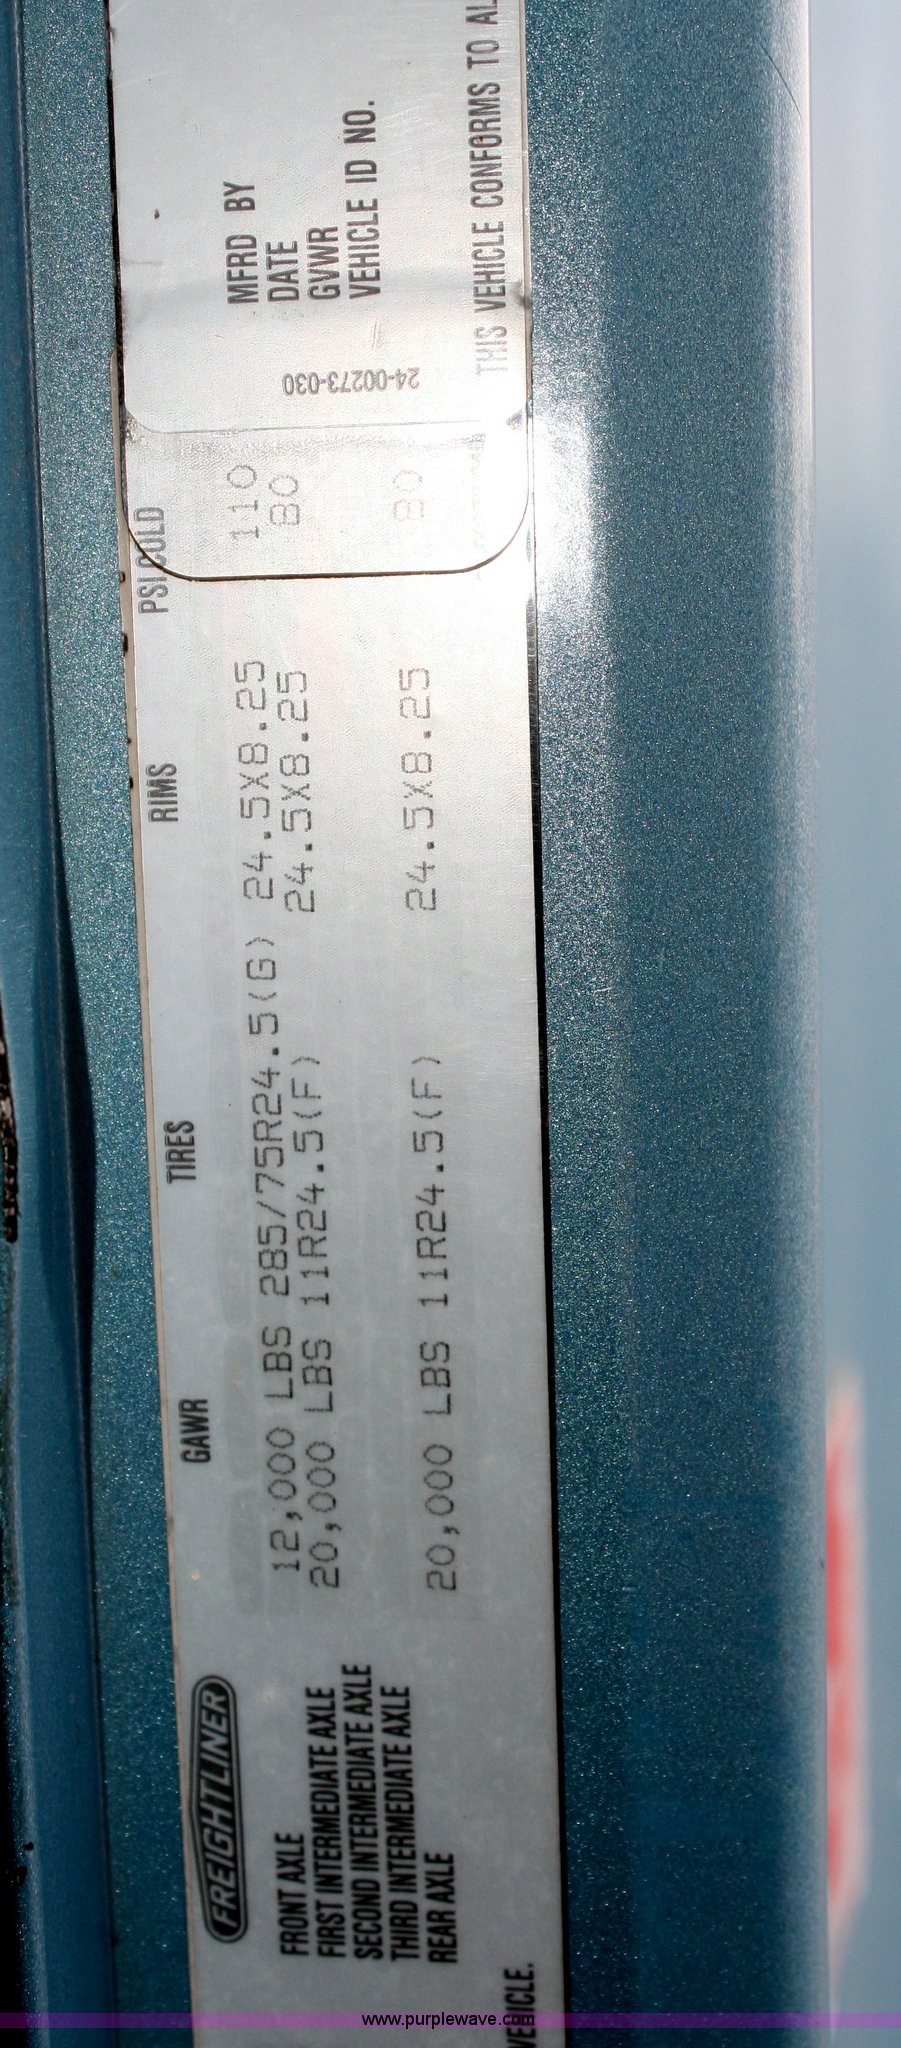 FREIGHTLINER
GAWR TIRES RIMS PSI COLD
FRONT AXLE 12,000 LBS 285/75R24.5(G) 24.5X8.25 110
FIRST INTERMEDIATE AXLE 20,000 LBS 11R24.5(F) 24.5X8.25 80
SECOND INTERMEDIATE AXLE
THIRD INTERMEDIATE AXLE
REAR AXLE 20,000 LBS 11R24.5(F) 24.5X8.25 80
VEHICLE.
24-00273-030
MFRD BY
DATE
GVWR
VEHICLE ID NO.
THIS VEHICLE CONFORMS TO AL
www.purplewave.com